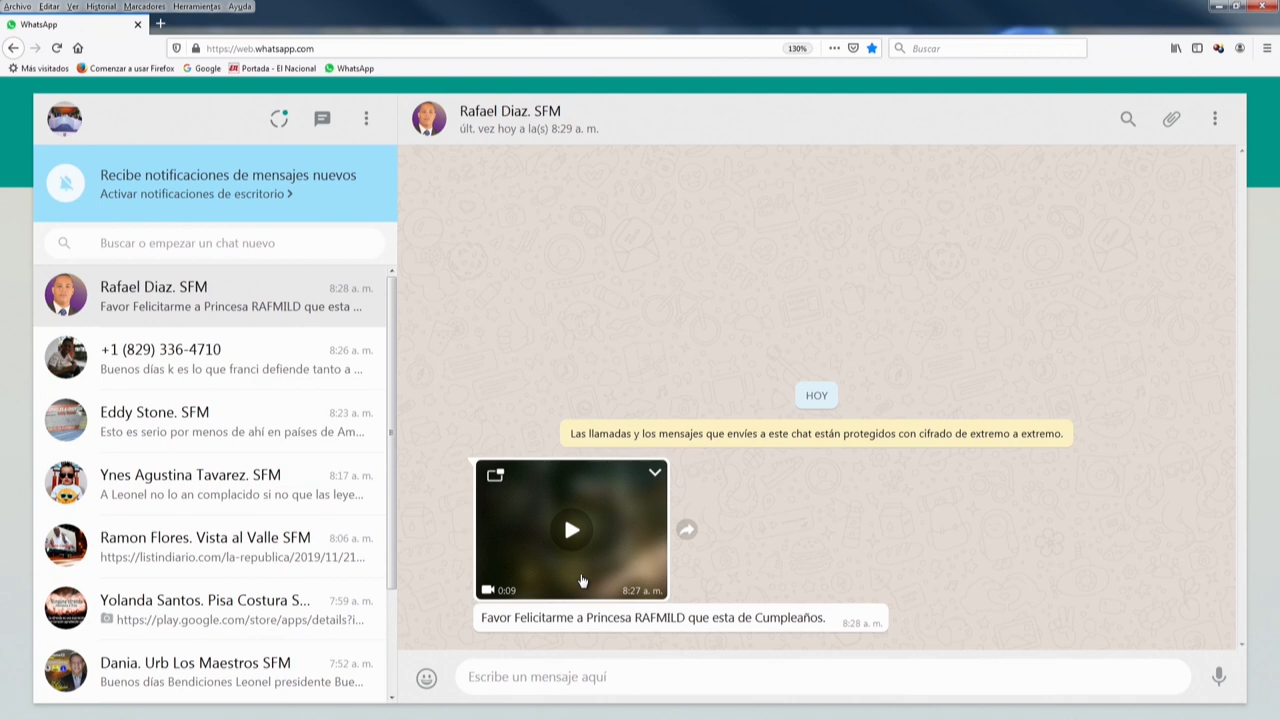 Archivo Editar Ver Historial Marcadores Herramientas Ayuda
WhatsApp
https://web.whatsapp.com
130%
Buscar
Más visitados
Comenzar a usar Firefox
Google
Portada - El Nacional
WhatsApp
Rafael Diaz. SFM
últ. vez hoy a la(s) 8:29 a. m.
Recibe notificaciones de mensajes nuevos
Activar notificaciones de escritorio >
Buscar o empezar un chat nuevo
Rafael Diaz. SFM 8:28 a. m.
Favor Felicitarme a Princesa RAFMILD que esta ...
+1 (829) 336-4710 8:26 a. m.
Buenos días k es lo que franci defiende tanto a ...
Eddy Stone. SFM 8:23 a. m.
Esto es serio por menos de ahí en países de Am...
Ynes Agustina Tavarez. SFM 8:17 a. m.
A Leonel no lo an complacido si no que las leye...
Ramon Flores. Vista al Valle SFM 8:06 a. m.
https://listindiario.com/la-republica/2019/11/21...
Yolanda Santos. Pisa Costura S... 7:59 a. m.
https://play.google.com/store/apps/details?i...
Dania. Urb Los Maestros SFM 7:52 a. m.
Buenos días Bendiciones Leonel presidente Bue...
HOY
Las llamadas y los mensajes que envíes a este chat están protegidos con cifrado de extremo a extremo.
0:09 8:27 a. m.
Favor Felicitarme a Princesa RAFMILD que esta de Cumpleaños. 8:28 a. m.
Escribe un mensaje aquí